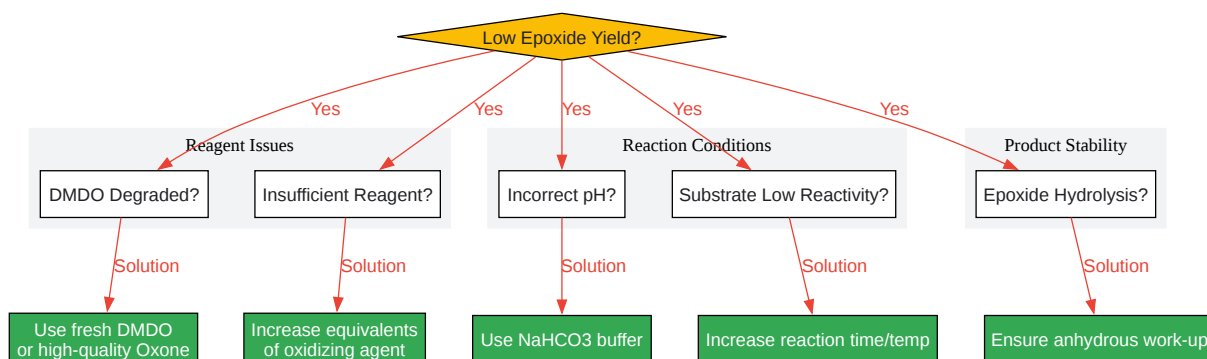 Low Epoxide Yield?
Yes
Yes
Yes
Yes
Yes
Reagent Issues
Reaction Conditions
Product Stability
DMDO Degraded?
Insufficient Reagent?
Incorrect pH?
Substrate Low Reactivity?
Epoxide Hydrolysis?
Solution
Solution
Solution
Solution
Solution
Use fresh DMDO
or high-quality Oxone
Increase equivalents
of oxidizing agent
Use NaHCO3 buffer
Increase reaction time/temp
Ensure anhydrous work-up